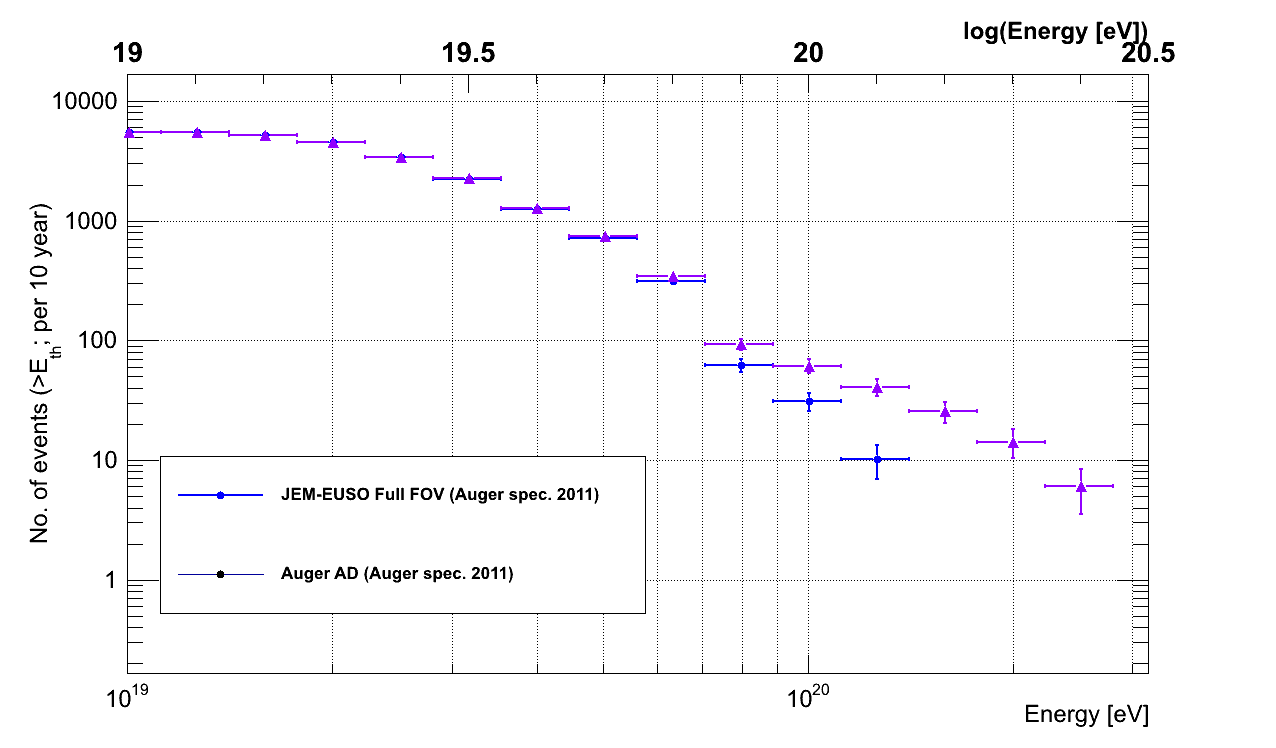 log(Energy [eV])
19 19.5 20 20.5
10000
1000
100
10
1
No. of events (>E_th; per 10 year)
JEM-EUSO Full FOV (Auger spec. 2011)
Auger AD (Auger spec. 2011)
10^19 10^20
Energy [eV]